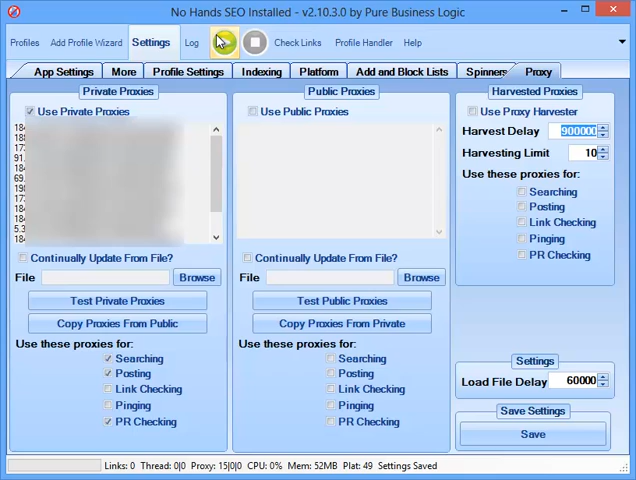 No Hands SEO Installed - v2.10.3.0 by Pure Business Logic
Profiles Add Profile Wizard Settings Log Check Links Profile Handler Help
App Settings More Profile Settings Indexing Platform Add and Block Lists Spinners Proxy
Private Proxies
Use Private Proxies
Continually Update From File?
File Browse
Test Private Proxies
Copy Proxies From Public
Use these proxies for:
Searching
Posting
Link Checking
Pinging
PR Checking
Public Proxies
Use Public Proxies
Continually Update From File?
File Browse
Test Public Proxies
Copy Proxies From Private
Use these proxies for:
Searching
Posting
Link Checking
Pinging
PR Checking
Harvested Proxies
Use Proxy Harvester
Harvest Delay 900000
Harvesting Limit 10
Use these proxies for:
Searching
Posting
Link Checking
Pinging
PR Checking
Settings
Load File Delay 60000
Save Settings
Save
Links: 0 Thread: 0|0 Proxy: 15|0|0 CPU: 0% Mem: 52MB Plat: 49 Settings Saved